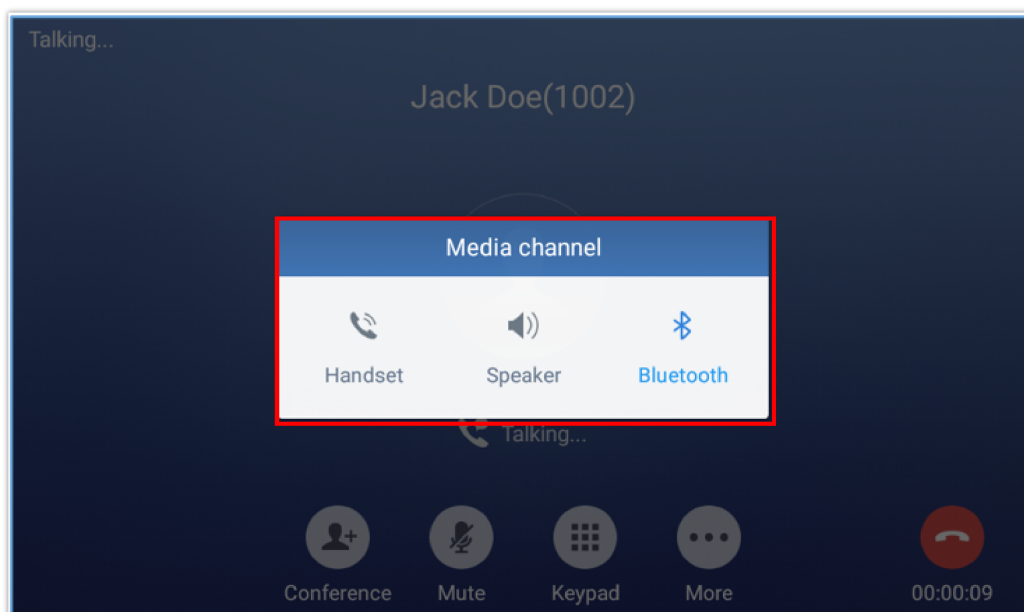 Talking...
Jack Doe(1002)
Media channel
Handset Speaker Bluetooth
Talking...
Conference Mute Keypad More 00:00:09